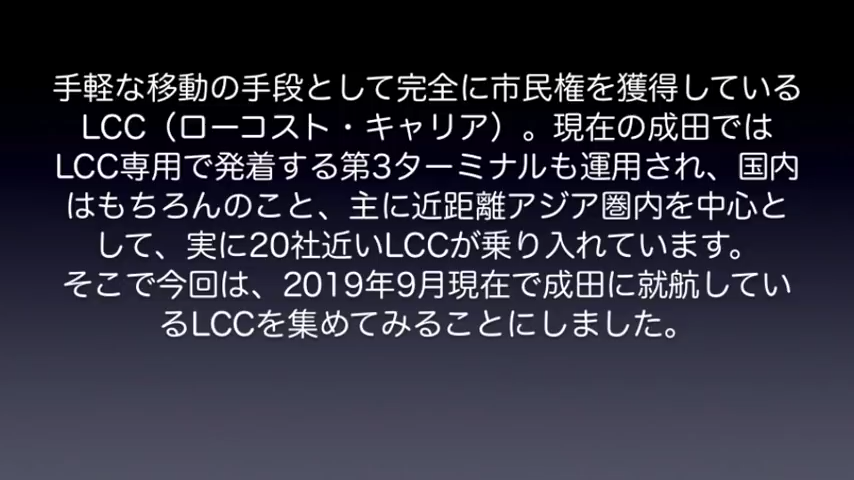 手軽な移動の手段として完全に市民権を獲得している
LCC（ローコスト・キャリア）。現在の成田では
LCC専用で発着する第3ターミナルも運用され、国内
はもちろんのこと、主に近距離アジア圏内を中心と
して、実に20社近いLCCが乗り入れています。
そこで今回は、2019年9月現在で成田に就航してい
るLCCを集めてみることにしました。